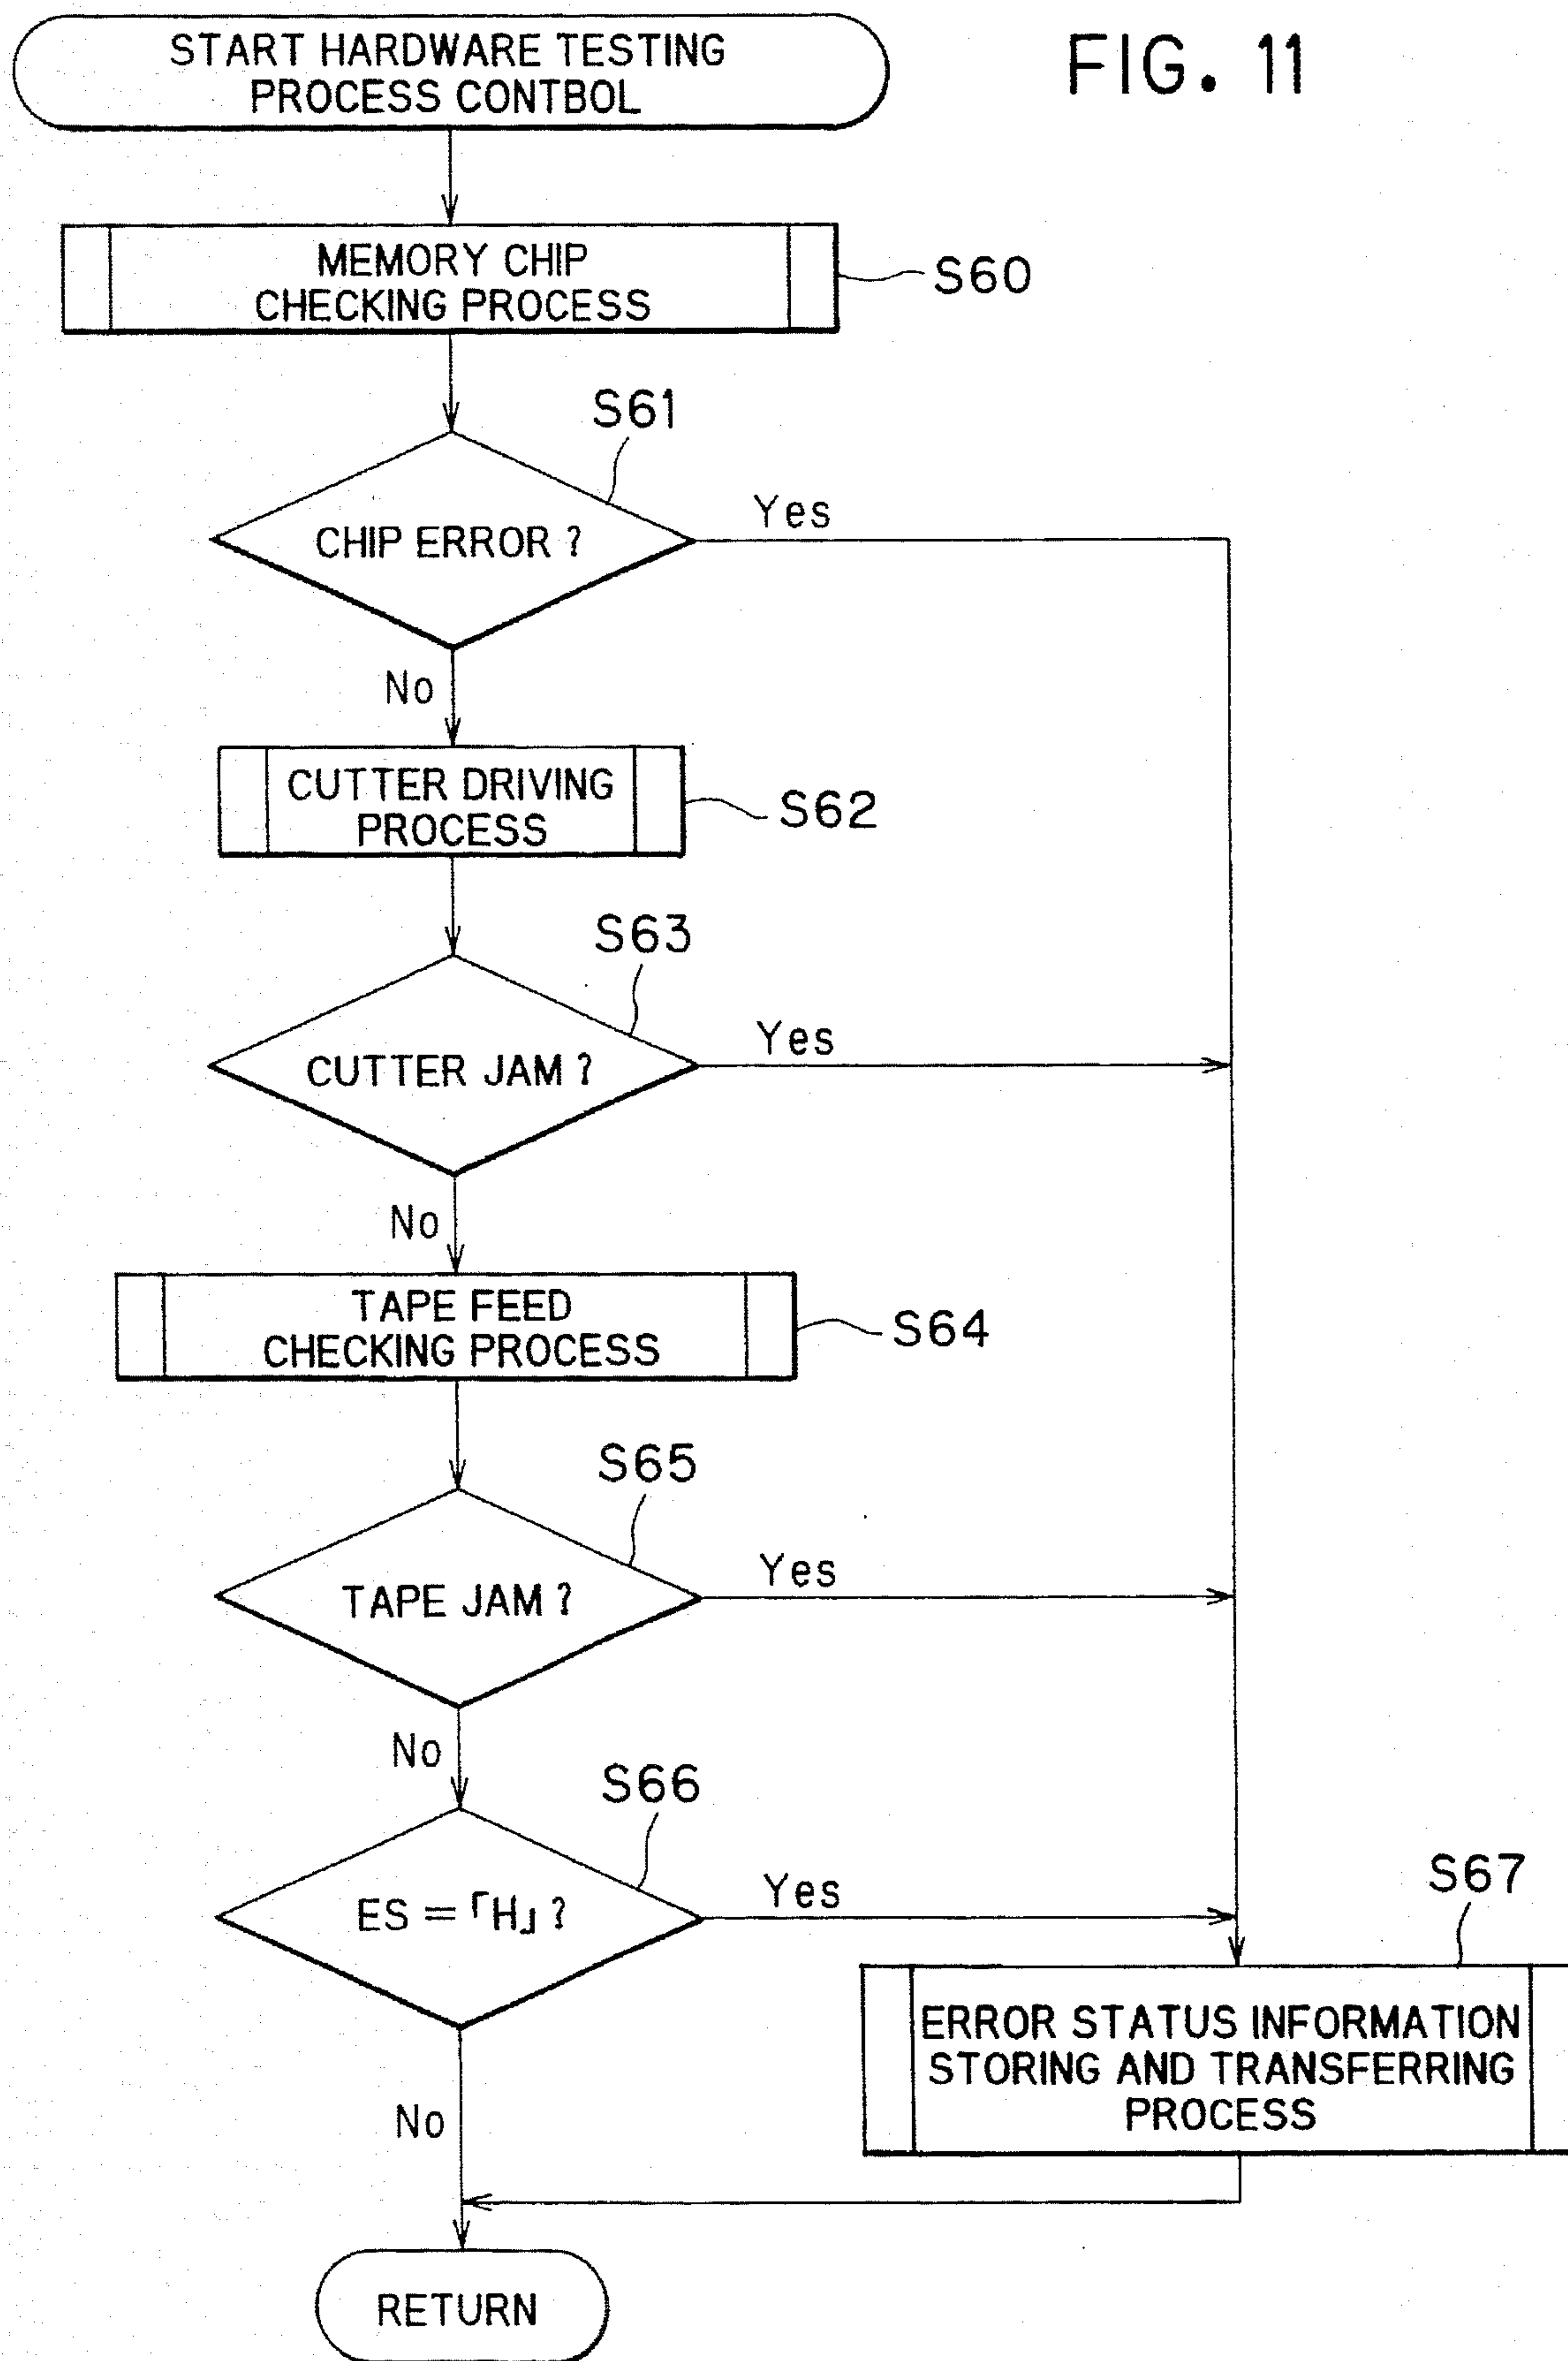 START HARDWARE TESTING
PROCESS CONTBOL
FIG. 11
MEMORY CHIP
CHECKING PROCESS
S60
S61
CHIP ERROR ?
Yes
No
CUTTER DRIVING
PROCESS
S62
S63
CUTTER JAM ?
Yes
No
TAPE FEED
CHECKING PROCESS
S64
S65
TAPE JAM ?
Yes
No
S66
ES = ｢H｣ ?
Yes
No
S67
ERROR STATUS INFORMATION
STORING AND TRANSFERRING
PROCESS
RETURN